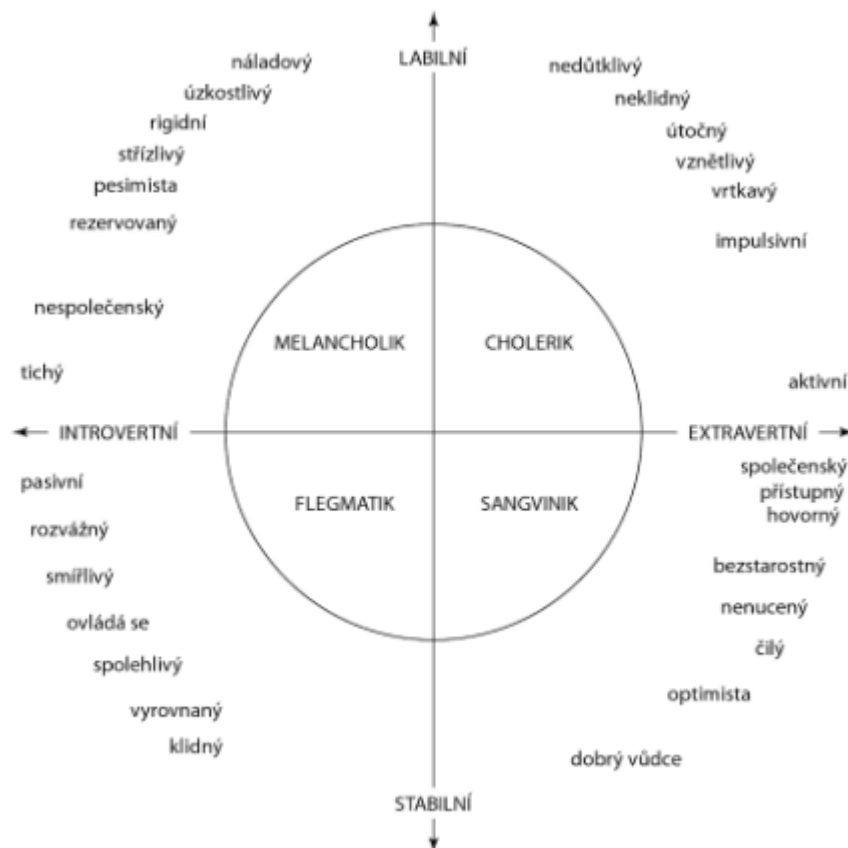 LABILNÍ
náladový
úzkostlivý
rigidní
střízlivý
pesimista
rezervovaný
nespolečenský
tichý
nedůtklivý
neklidný
útočný
vznětlivý
vrtkavý
impulsivní
aktivní
MELANCHOLIK
CHOLERIK
INTROVERTNÍ
EXTRAVERTNÍ
FLEGMATIK
SANGVINIK
pasivní
rozvážný
smířlivý
ovládá se
spolehlivý
vyrovnaný
klidný
společenský
přístupný
hovorný
bezstarostný
nenucený
čilý
optimista
dobrý vůdce
STABILNÍ